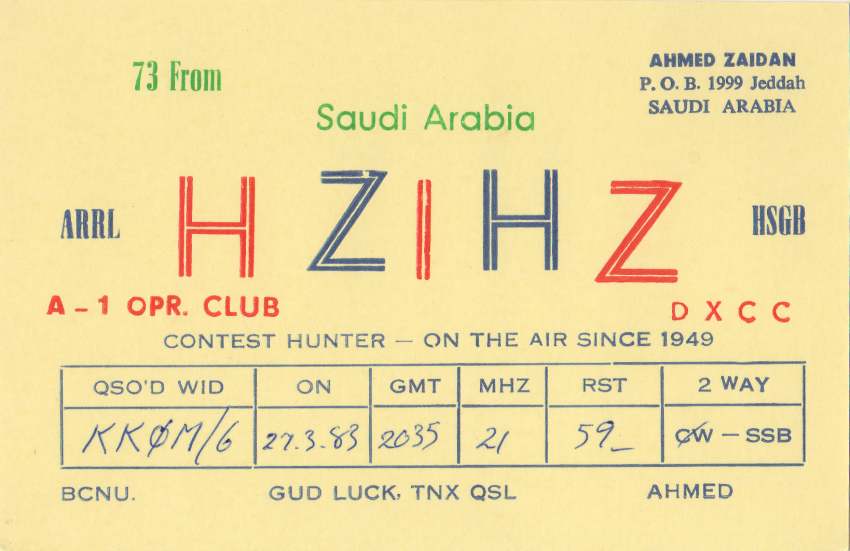 73 From
AHMED ZAIDAN
P. O. B. 1999 Jeddah
SAUDI ARABIA
Saudi Arabia
ARRL HZ1HZ HSGB
A-1 OPR. CLUB DXCC
CONTEST HUNTER — ON THE AIR SINCE 1949
QSO'D WID ON GMT MHZ RST 2 WAY
KKØM/6 27.3.83 2035 21 59_ CW — SSB
BCNU. GUD LUCK, TNX QSL AHMED